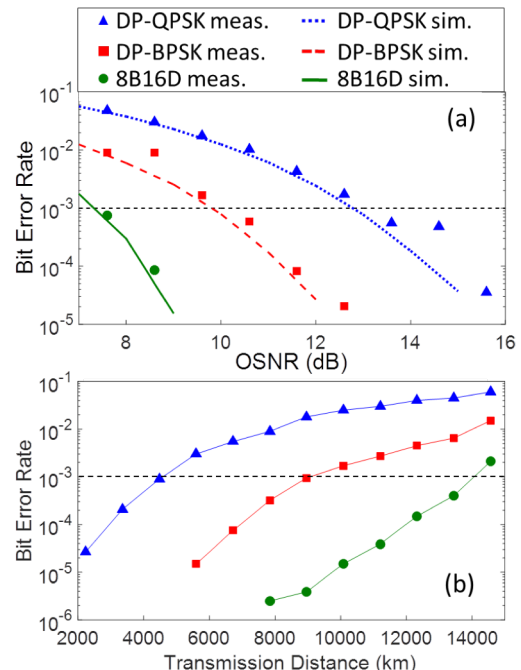 DP-QPSK meas. DP-QPSK sim.
DP-BPSK meas. DP-BPSK sim.
8B16D meas. 8B16D sim.
(a)
Bit Error Rate
10^-1
10^-2
10^-3
10^-4
10^-5
8 10 12 14 16
OSNR (dB)
(b)
Bit Error Rate
10^-1
10^-2
10^-3
10^-4
10^-5
10^-6
2000 4000 6000 8000 10000 12000 14000
Transmission Distance (km)